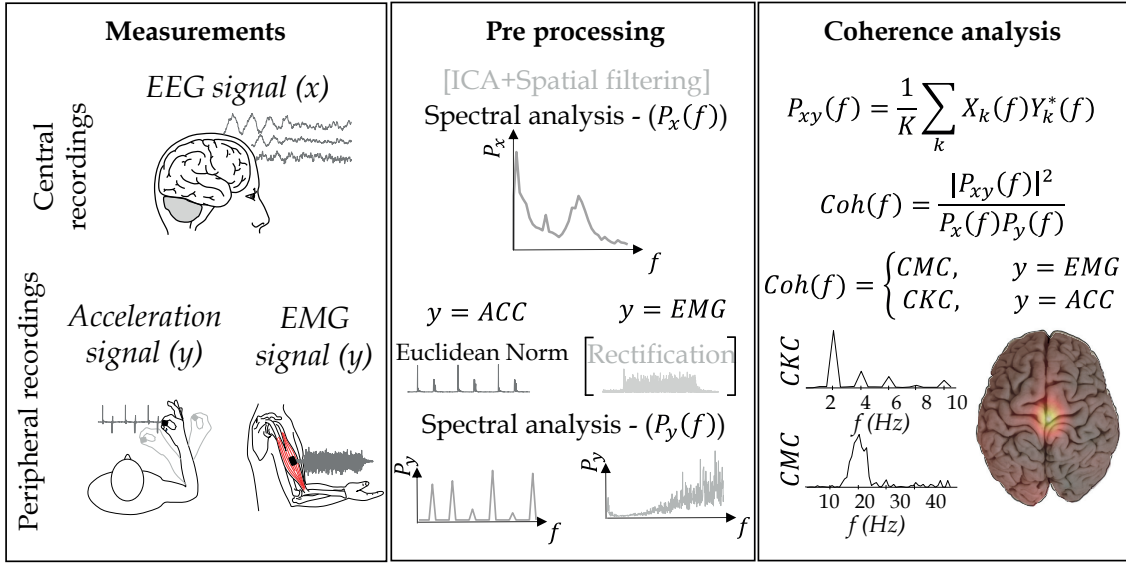 Measurements
Central recordings
EEG signal (x)
Peripheral recordings
Acceleration
signal (y)
EMG
signal (y)
Pre processing
[ICA+Spatial filtering]
Spectral analysis - (Pₓ(f))
Pₓ
f
y = ACC
y = EMG
Euclidean Norm
[Rectification]
Spectral analysis - (P_y(f))
P_y
f
P_y
f
Coherence analysis
P_xy(f) = 1/K ∑_k X_k(f)Y_k^*(f)
Coh(f) = |P_xy(f)|² / P_x(f)P_y(f)
Coh(f) = { CMC, y = EMG
CKC, y = ACC
CKC
2 4 6 8 10
f (Hz)
CMC
10 20 30 40
f (Hz)